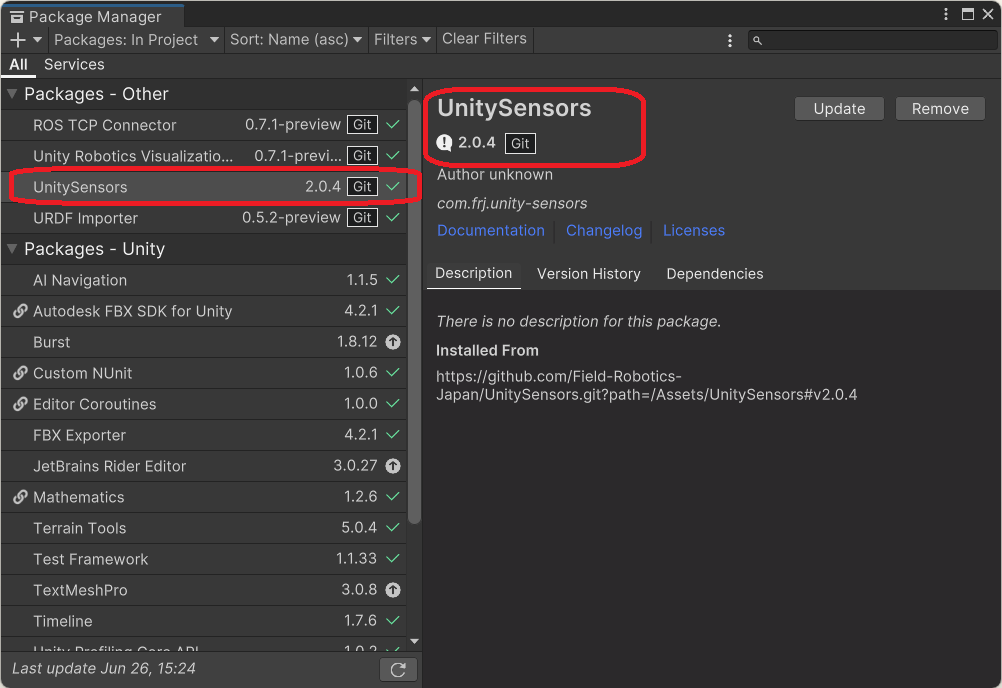 Package Manager
Packages: In Project
Sort: Name (asc)
Filters
Clear Filters
All
Services
Packages - Other
ROS TCP Connector 0.7.1-preview Git
Unity Robotics Visualizatio... 0.7.1-previ... Git
UnitySensors 2.0.4 Git
URDF Importer 0.5.2-preview Git
Packages - Unity
AI Navigation 1.1.5
Autodesk FBX SDK for Unity 4.2.1
Burst 1.8.12
Custom NUnit 1.0.6
Editor Coroutines 1.0.0
FBX Exporter 4.2.1
JetBrains Rider Editor 3.0.27
Mathematics 1.2.6
Terrain Tools 5.0.4
Test Framework 1.1.33
TextMeshPro 3.0.8
Timeline 1.7.6
Unity Profiling Core API 1.0.2
Last update Jun 26, 15:24
UnitySensors
Update
Remove
2.0.4 Git
Author unknown
com.frj.unity-sensors
Documentation
Changelog
Licenses
Description
Version History
Dependencies
There is no description for this package.
Installed From
https://github.com/Field-Robotics-
Japan/UnitySensors.git?path=/Assets/UnitySensors#v2.0.4